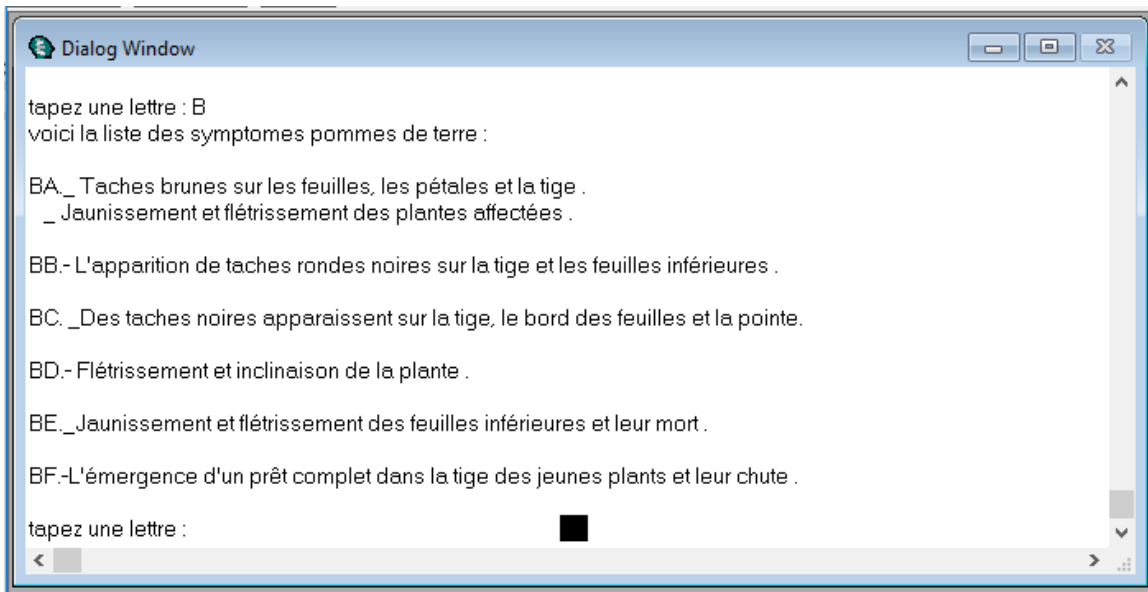 Dialog Window
tapez une lettre : B
voici la liste des symptomes pommes de terre :
BA._ Taches brunes sur les feuilles, les pétales et la tige .
_ Jaunissement et flétrissement des plantes affectées .
BB.- L'apparition de taches rondes noires sur la tige et les feuilles inférieures .
BC. _Des taches noires apparaissent sur la tige, le bord des feuilles et la pointe.
BD.- Flétrissement et inclinaison de la plante .
BE._Jaunissement et flétrissement des feuilles inférieures et leur mort .
BF.-L'émergence d'un prêt complet dans la tige des jeunes plants et leur chute .
tapez une lettre :